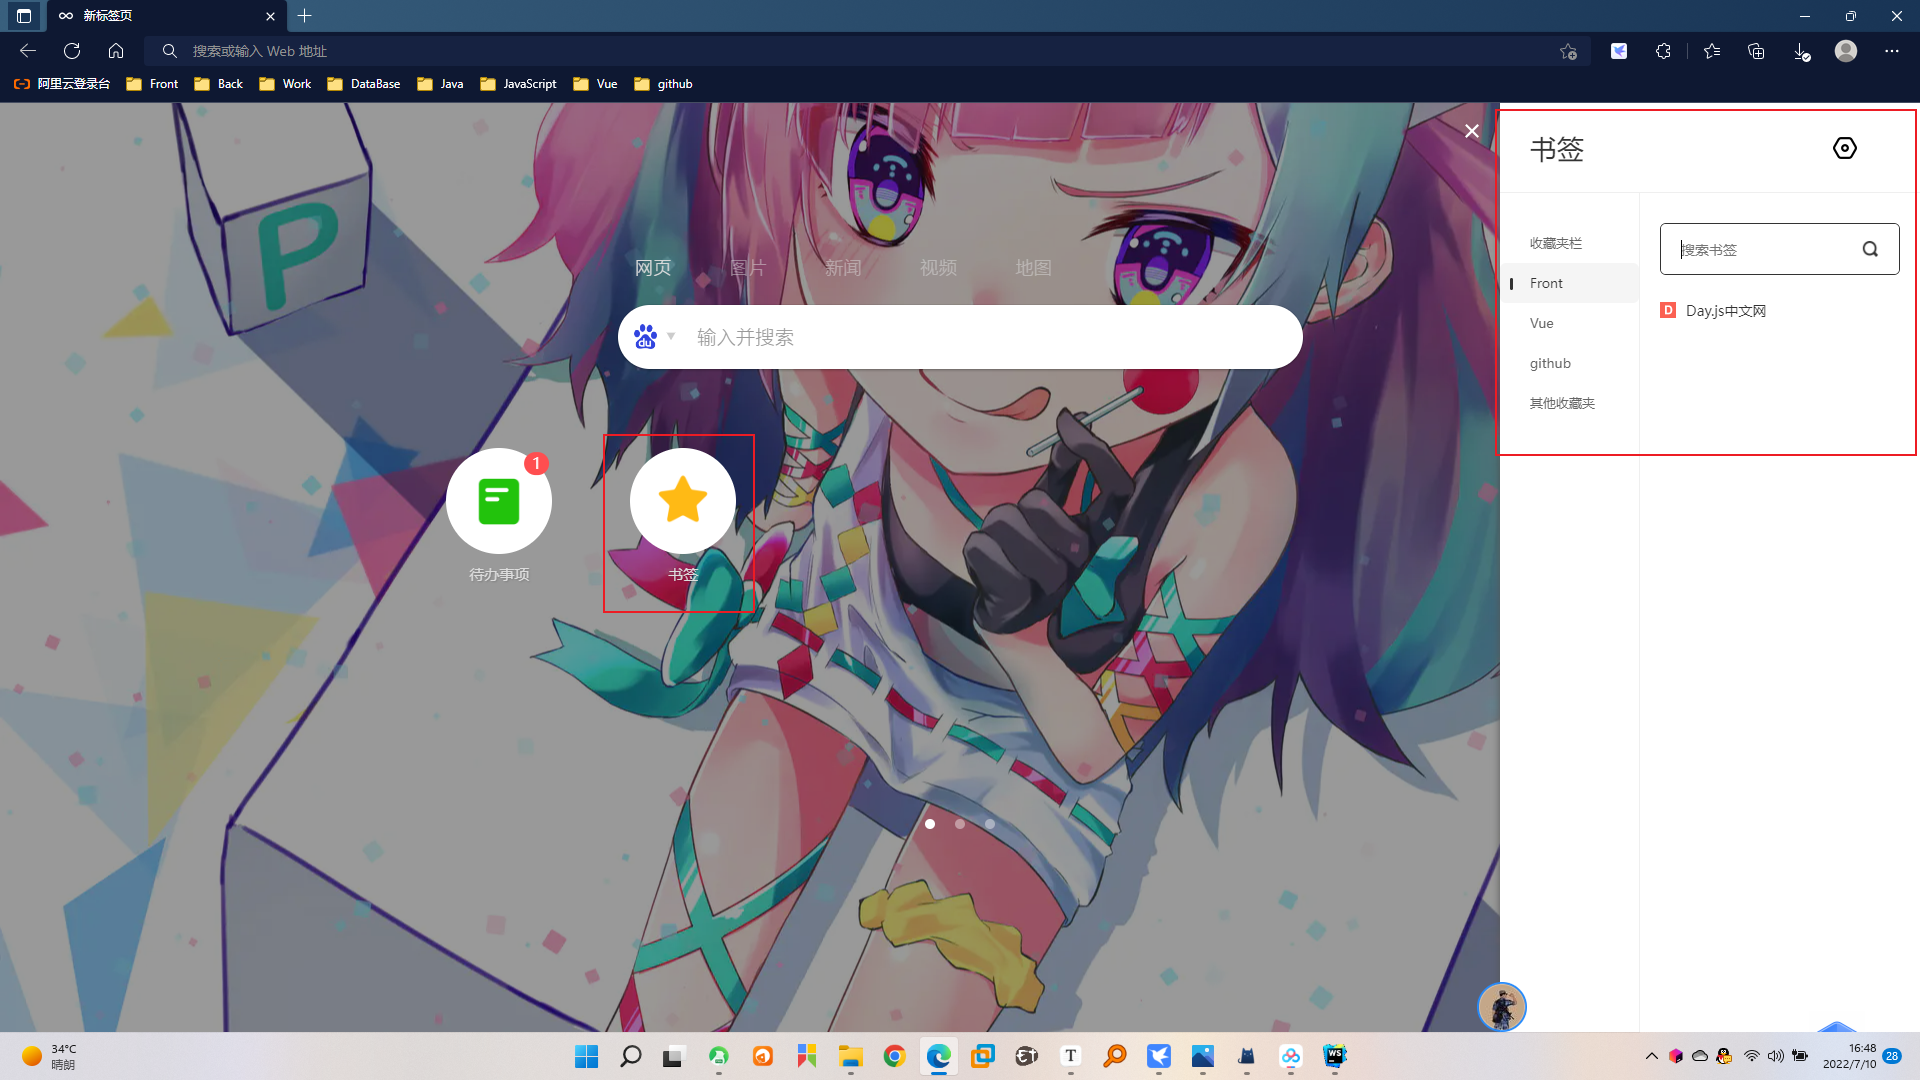 新标签页
搜索或输入 Web 地址
阿里云登录台 Front Back Work DataBase Java JavaScript Vue github
P
网页 图片 新闻 视频 地图
du 输入并搜索
1
待办事项
书签
书签
收藏夹栏
Front
Vue
github
其他收藏夹
搜索书签
D Day.js中文网
34°C
晴朗
T
WS
16:48
2022/7/10
28